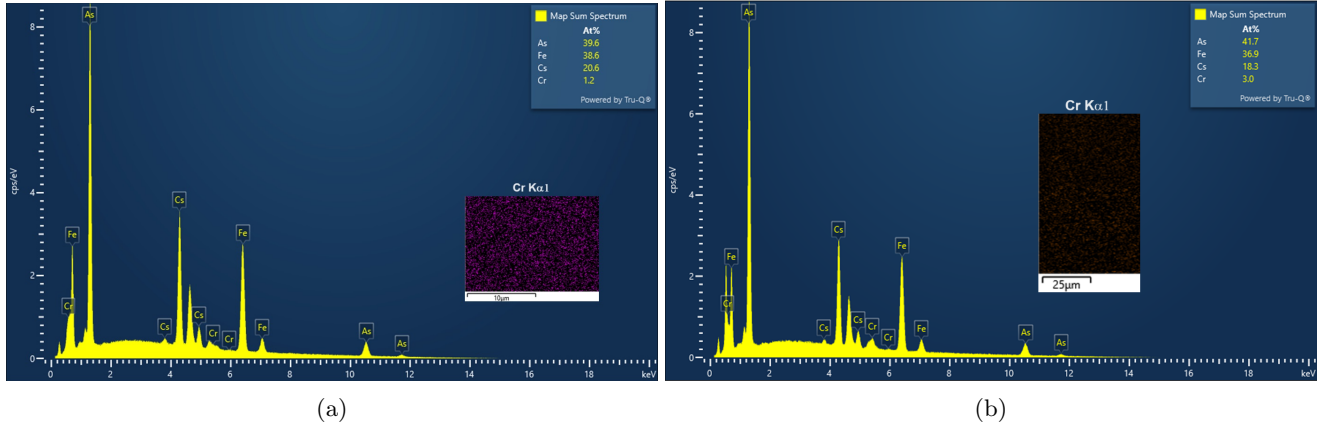 Map Sum Spectrum
At%
As 39.6
Fe 38.6
Cs 20.6
Cr 1.2
Powered by Tru-Q®
8
6
4
2
0
cps/eV
As
Fe
Cr
Cs
Cs
Cs
Cr
Cr
Fe
Fe
As
As
Cr Kα1
10μm
0 2 4 6 8 10 12 14 16 18 keV
(a)
Map Sum Spectrum
At%
As 41.7
Fe 36.9
Cs 18.3
Cr 3.0
Powered by Tru-Q®
8
6
4
2
0
cps/eV
As
Fe
Cr
Cs
Cs
Cs
Cr
Cr
Fe
Fe
As
As
Cr Kα1
25μm
0 2 4 6 8 10 12 14 16 18 keV
(b)